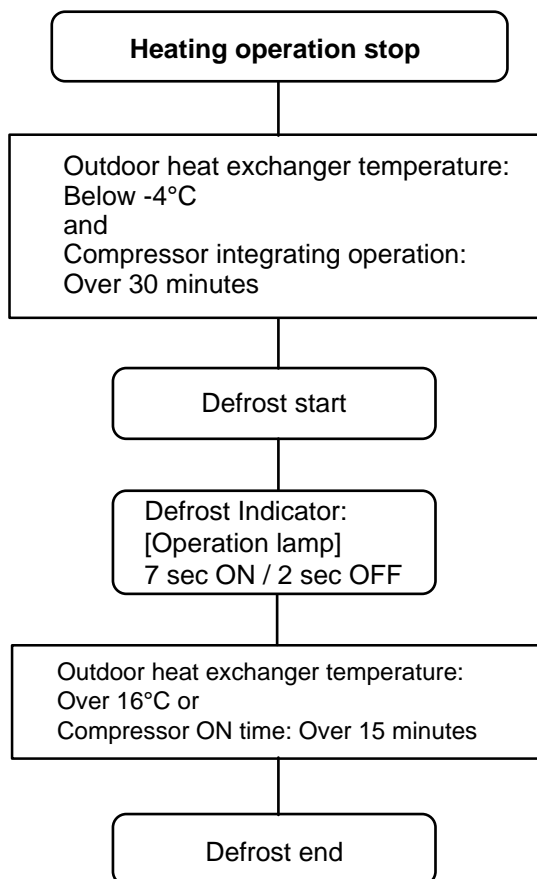 Heating operation stop
Outdoor heat exchanger temperature:
Below -4°C
and
Compressor integrating operation:
Over 30 minutes
Defrost start
Defrost Indicator:
[Operation lamp]
7 sec ON / 2 sec OFF
Outdoor heat exchanger temperature:
Over 16°C or
Compressor ON time: Over 15 minutes
Defrost end